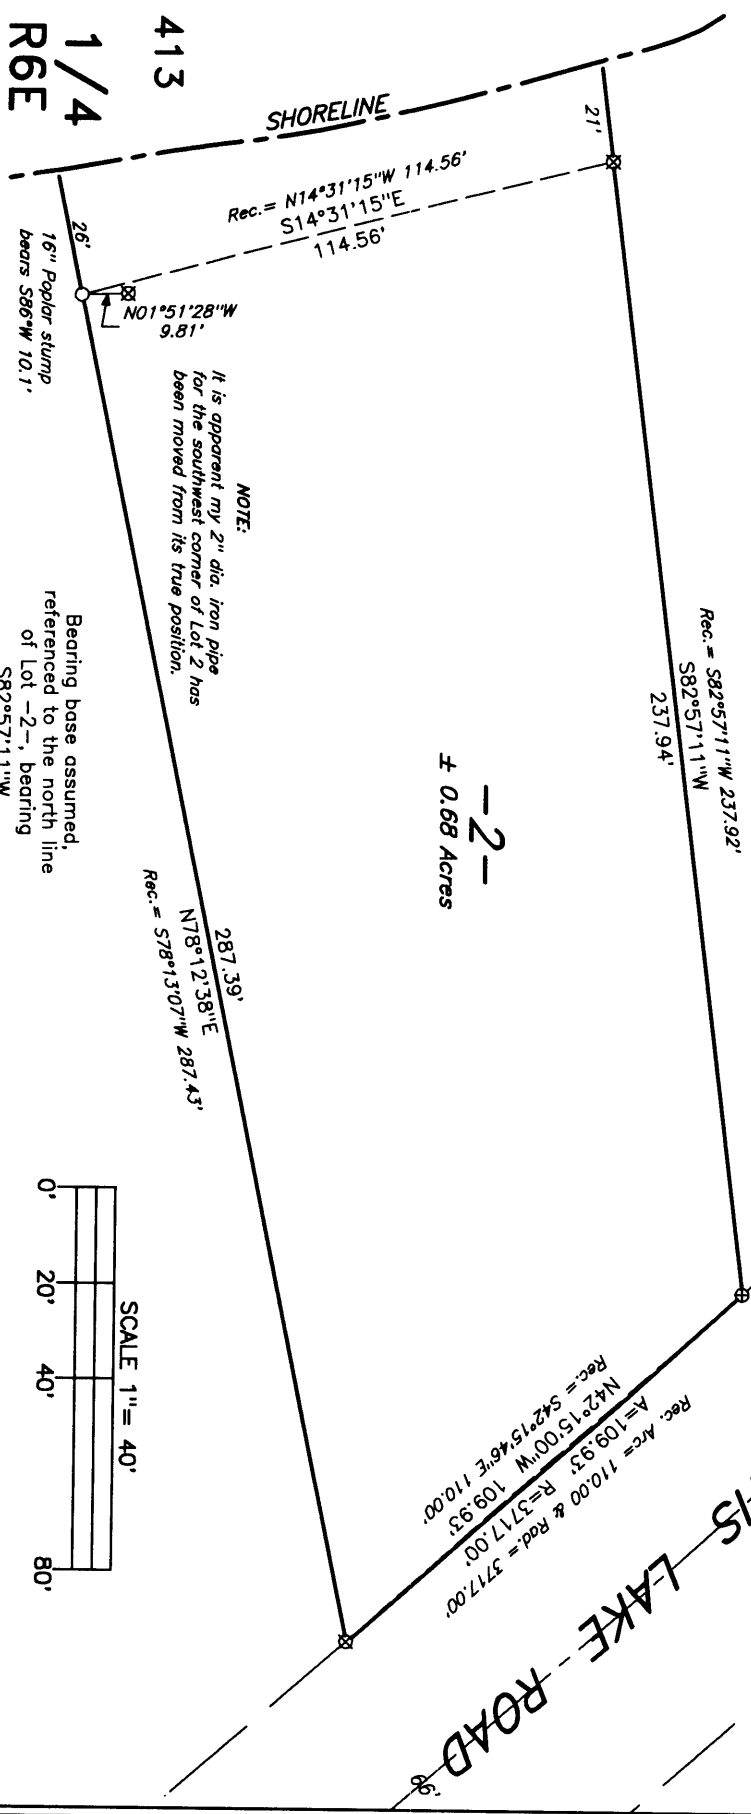 413
1/4
R6E
SHORELINE
21'
26'
Rec.= N14°31'15"W 114.56'
S14°31'15"E
114.56'
N01°51'28"W
9.81'
16" Poplar stump
bears S86°W 10.1'
NOTE:
It is apparent my 2" dia. iron pipe
for the southwest corner of Lot 2 has
been moved from its true position.
Rec.= S82°57'11"W 237.92'
S82°57'11"W
237.94'
-2-
± 0.68 Acres
Bearing base assumed,
referenced to the north line
of Lot -2-, bearing
S82°57'11"W
287.39'
N78°12'38"E
Rec.= S78°13'07"W 287.43'
Rec. Arc= 110.00 & Rad.= 3717.00'
A=109.93' R=3717.00'
N42°15'00"W 109.93'
Rec.= S42°15'46"E 110.00'
SCALE 1"= 40'
0' 20' 40' 80'
IS LAKE ROAD
66'